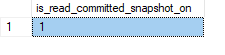 is_read_committed_snapshot_on
1 1